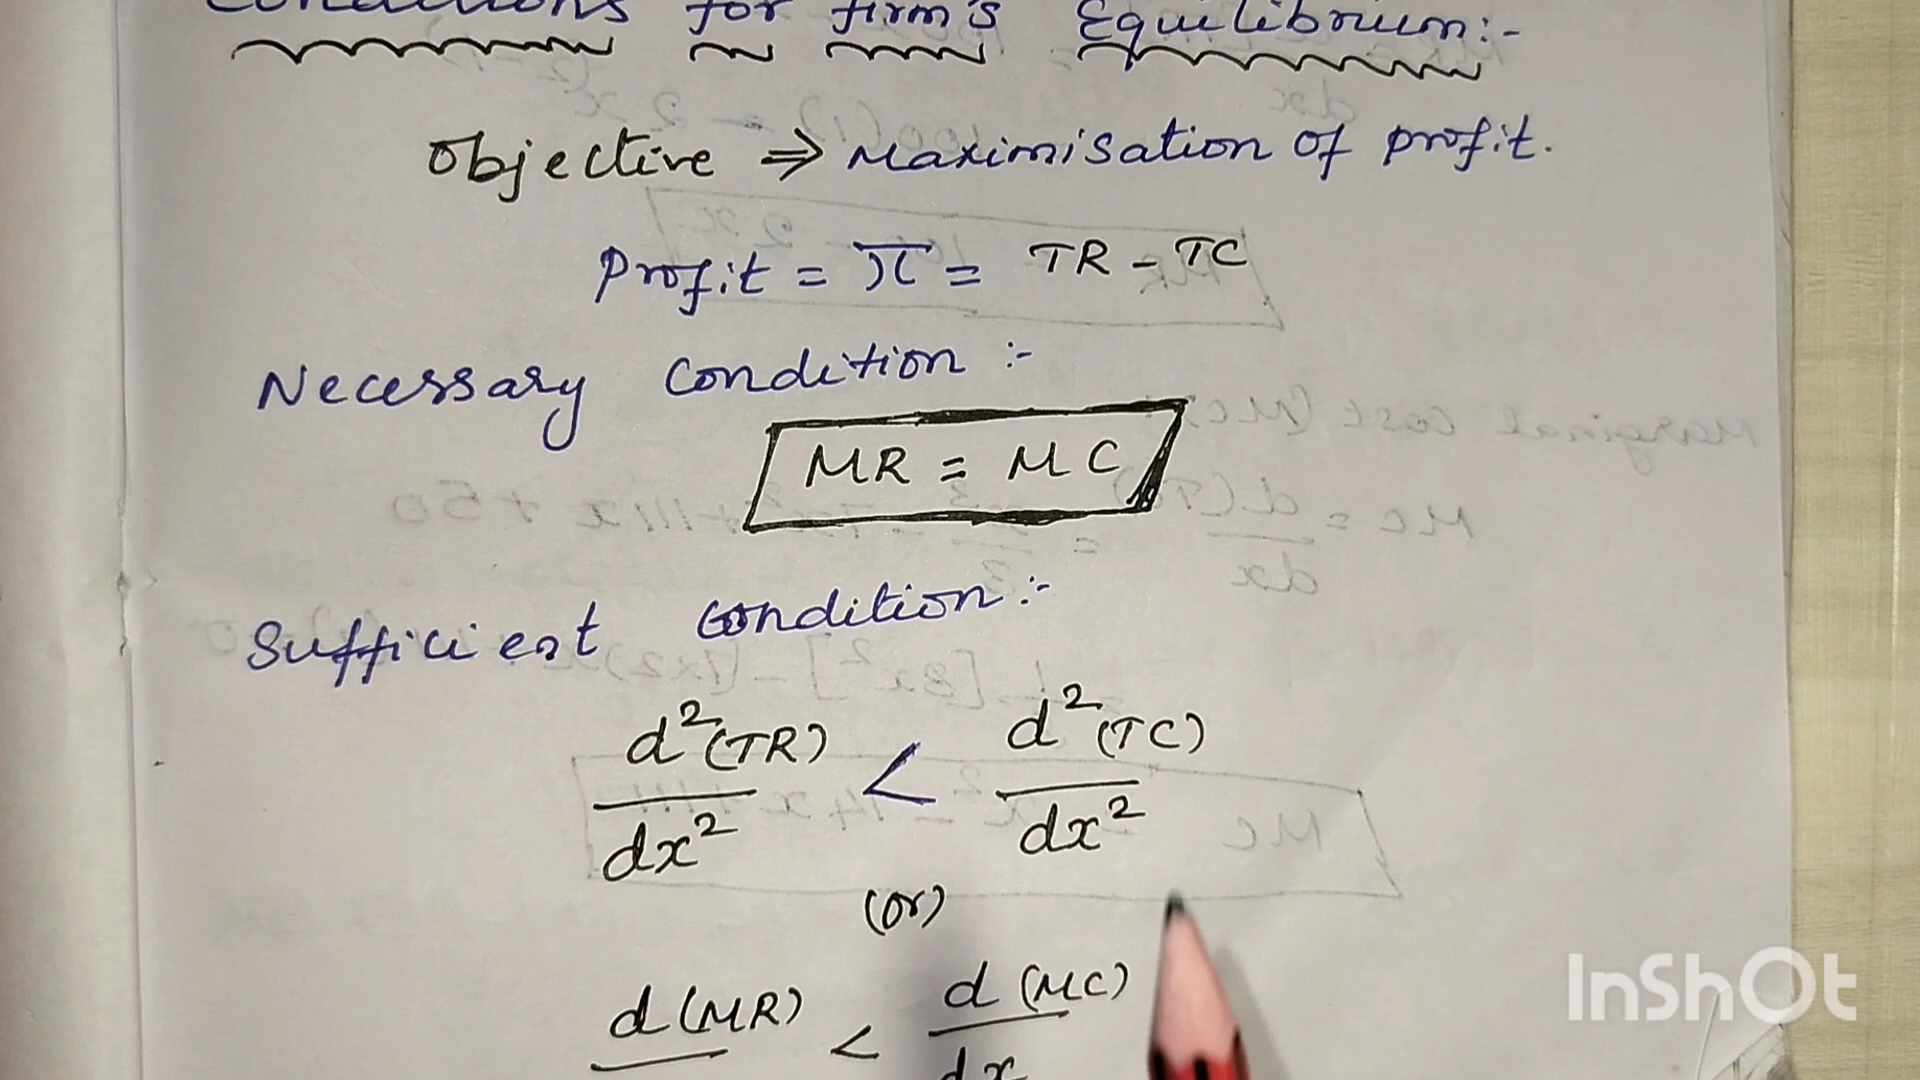 Conditions for firm's Equilibrium:-
Objective ⇒ Maximisation of profit.
Profit = π = TR - TC
Necessary condition :-
MR = MC
Sufficient condition :-
d²(TR) < d²(TC)
dx² dx²
(or)
d(MR) < d(MC)
dx
InShOt